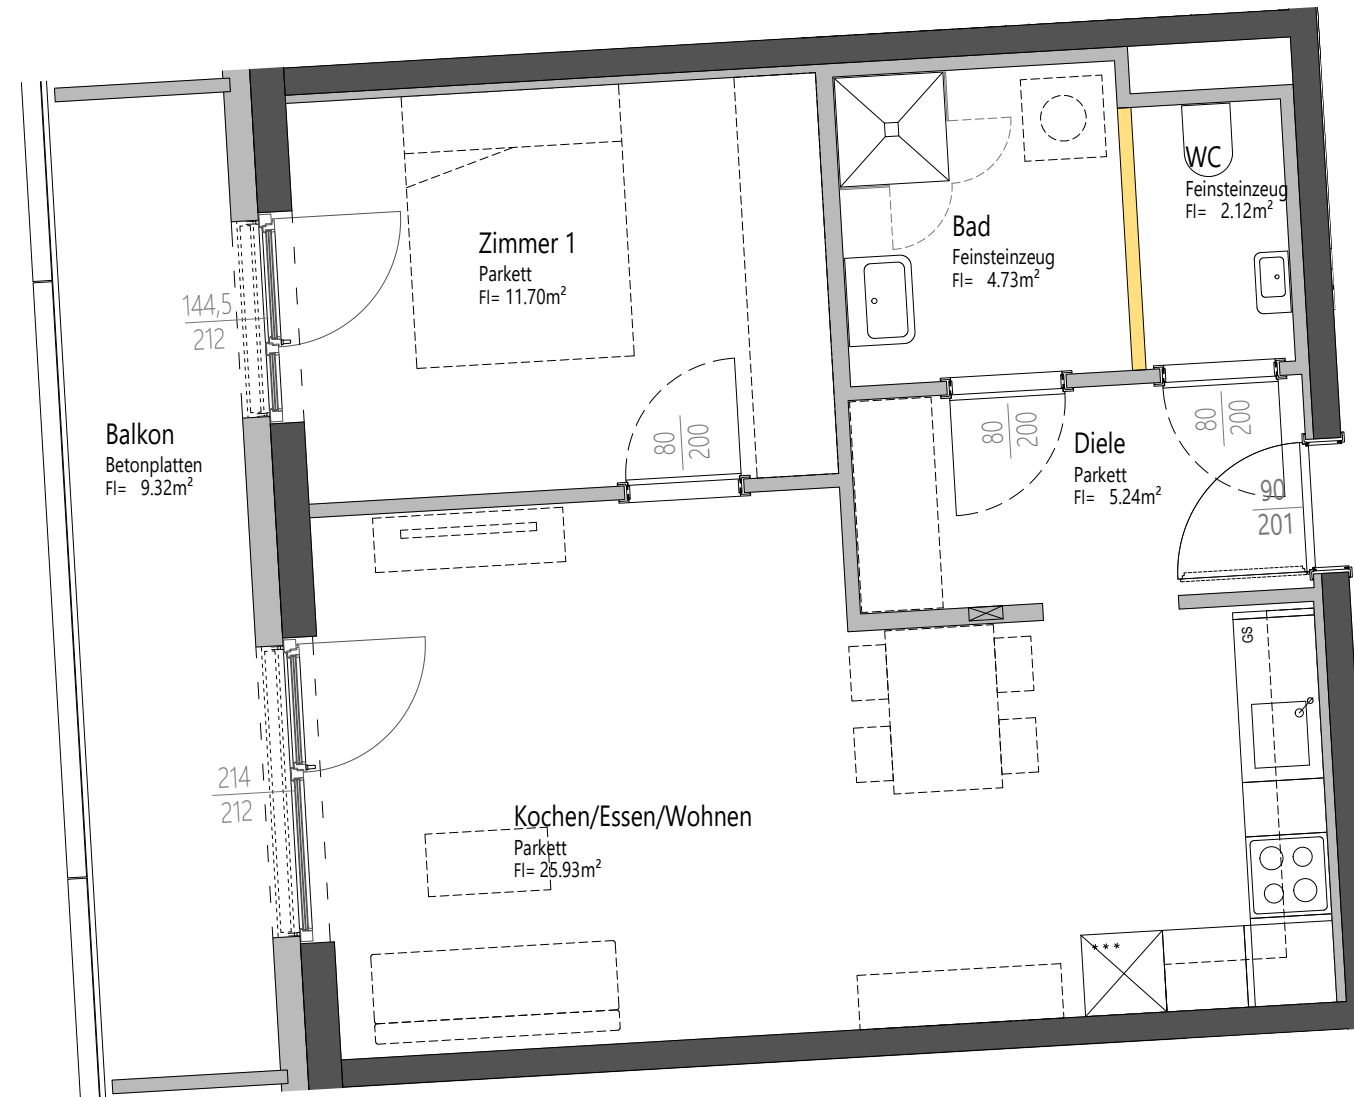 WC
Feinsteinzeug
Fl= 2.12m²
Bad
Feinsteinzeug
Fl= 4.73m²
Zimmer 1
Parkett
Fl= 11.70m²
144,5
212
Balkon
Betonplatten
Fl= 9.32m²
80
200
80
200
80
200
Diele
Parkett
Fl= 5.24m²
90
201
GS
214
212
Kochen/Essen/Wohnen
Parkett
Fl= 25.93m²
***